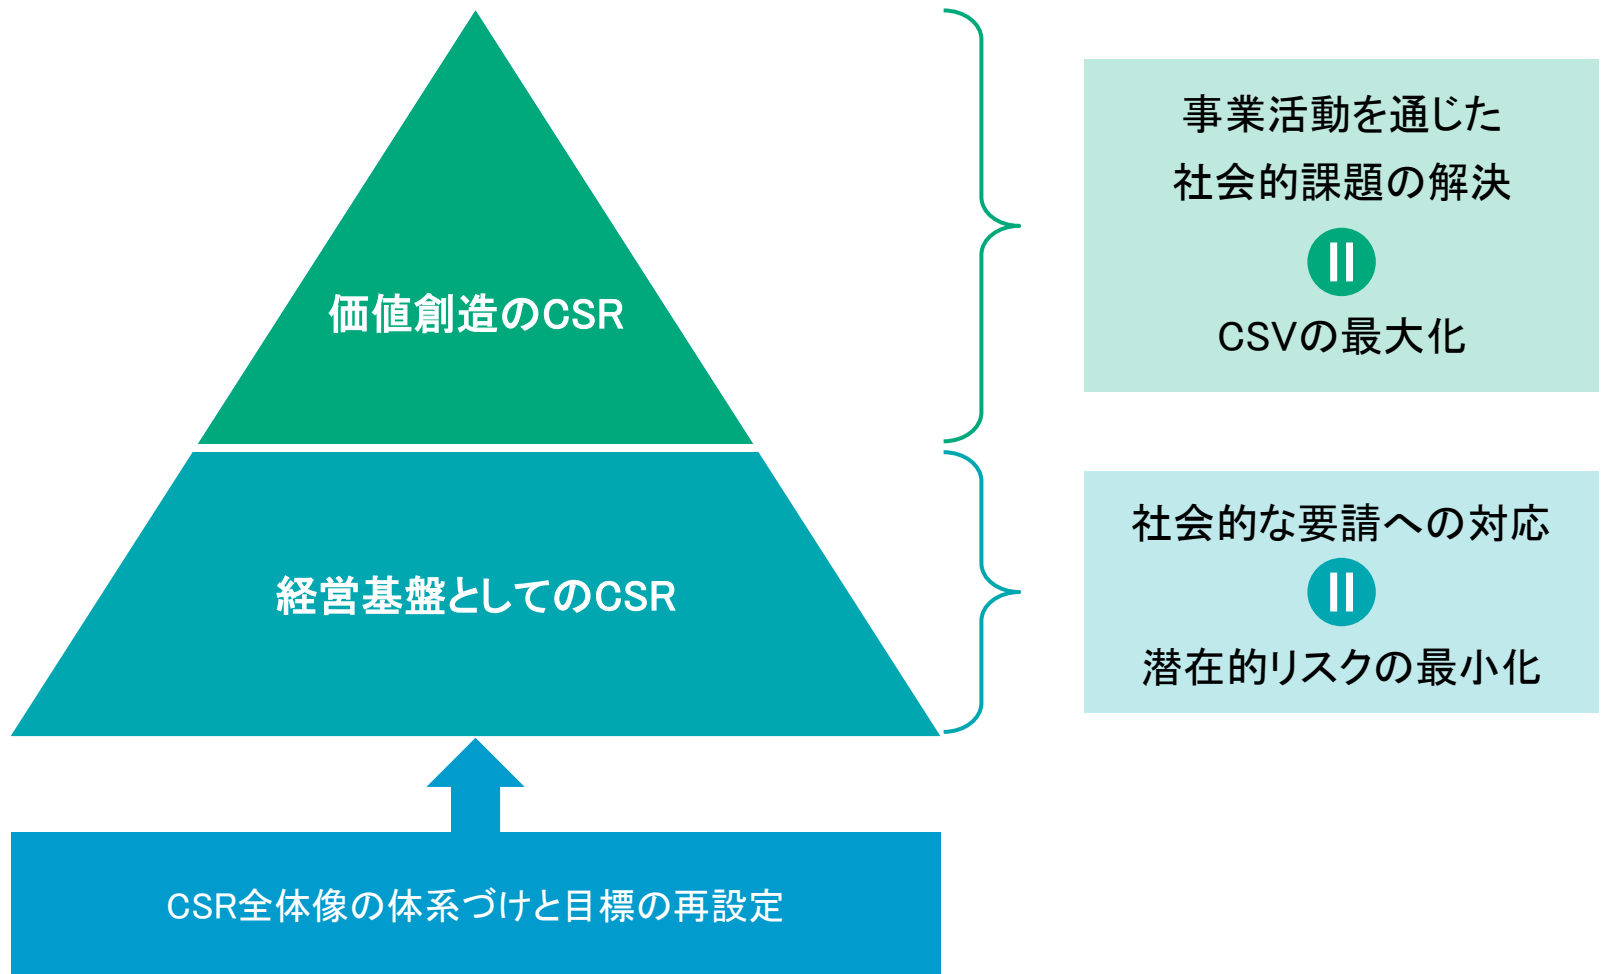 価値創造のCSR
事業活動を通じた
社会的課題の解決
=
CSVの最大化
経営基盤としてのCSR
社会的な要請への対応
=
潜在的リスクの最小化
CSR全体像の体系づけと目標の再設定